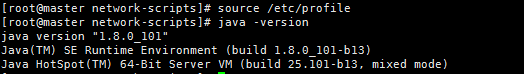 [root@master network-scripts]# source /etc/profile
[root@master network-scripts]# java -version
java version "1.8.0_101"
Java(TM) SE Runtime Environment (build 1.8.0_101-b13)
Java HotSpot(TM) 64-Bit Server VM (build 25.101-b13, mixed mode)